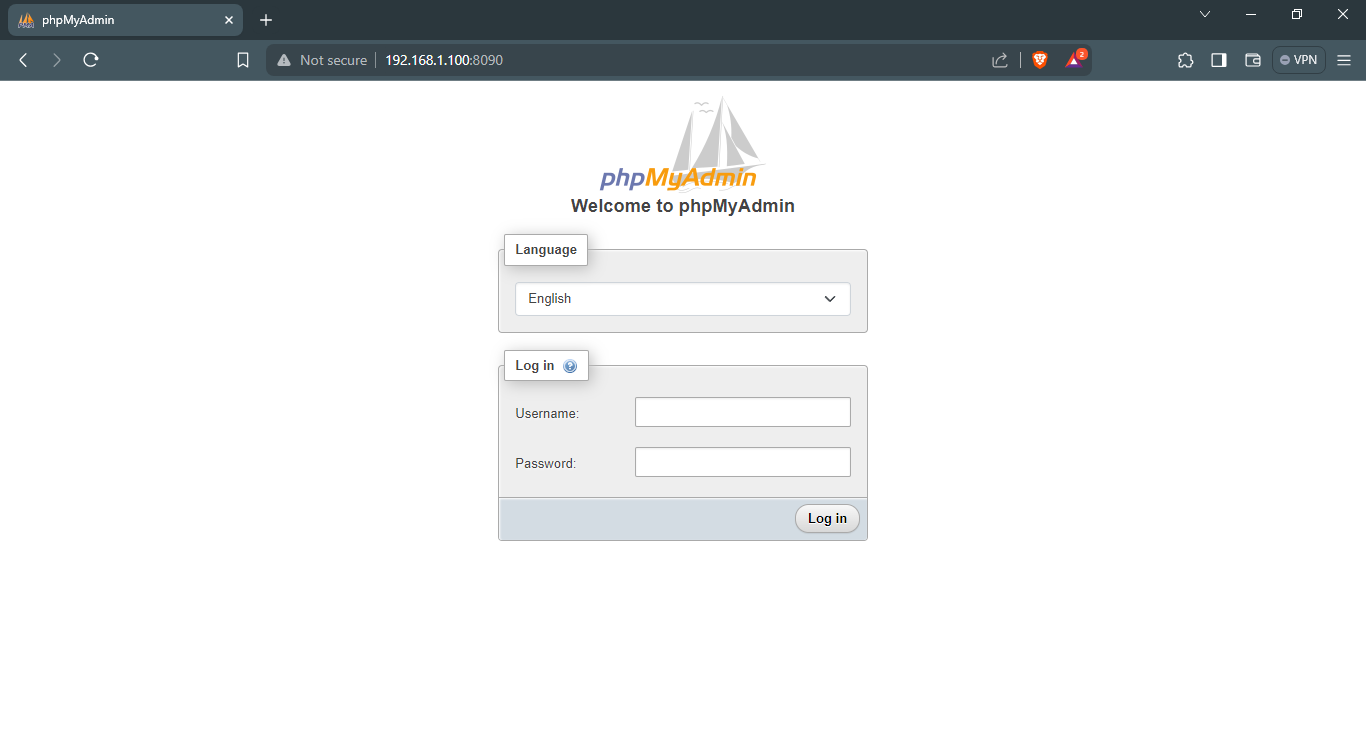 phpMyAdmin
Not secure
192.168.1.100:8090
2
VPN
phpMyAdmin
Welcome to phpMyAdmin
Language
English
Log in
Username:
Password:
Log in